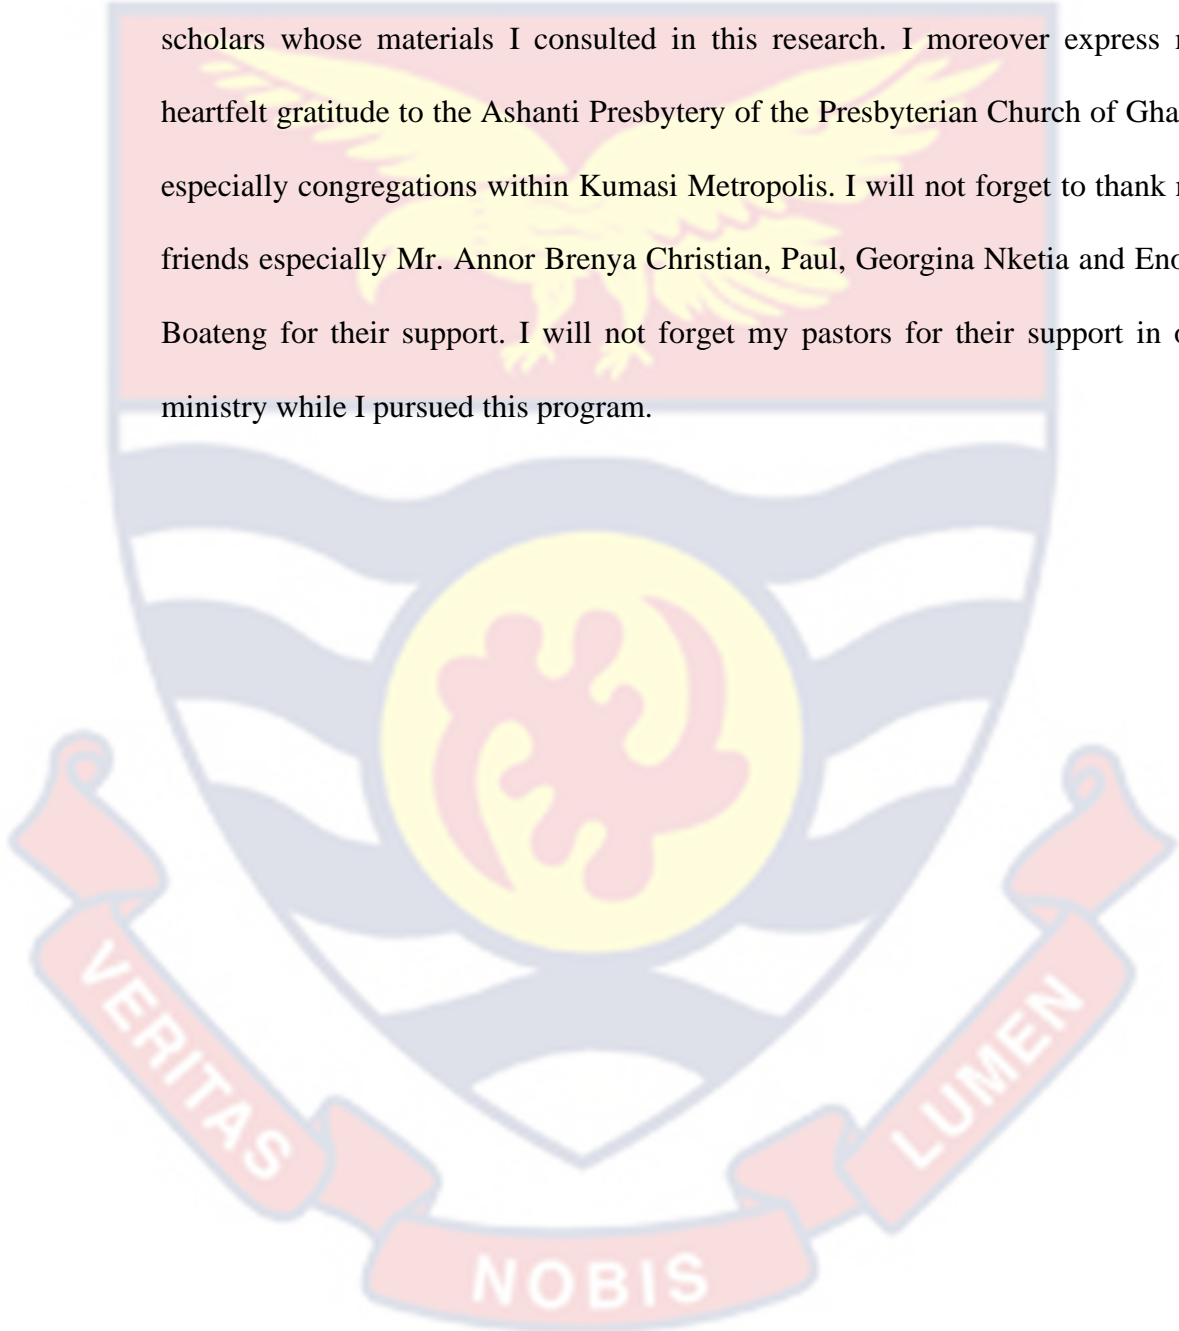 scholars whose materials I consulted in this research. I moreover express
heartfelt gratitude to the Ashanti Presbytery of the Presbyterian Church of
especially congregations within Kumasi Metropolis. I will not forget to thank
friends especially Mr. Annor Brenya Christian, Paul, Georgina Nketia and
Boateng for their support. I will not forget my pastors for their support in
ministry while I pursued this program.
VERITAS
NOBIS
LUMEN